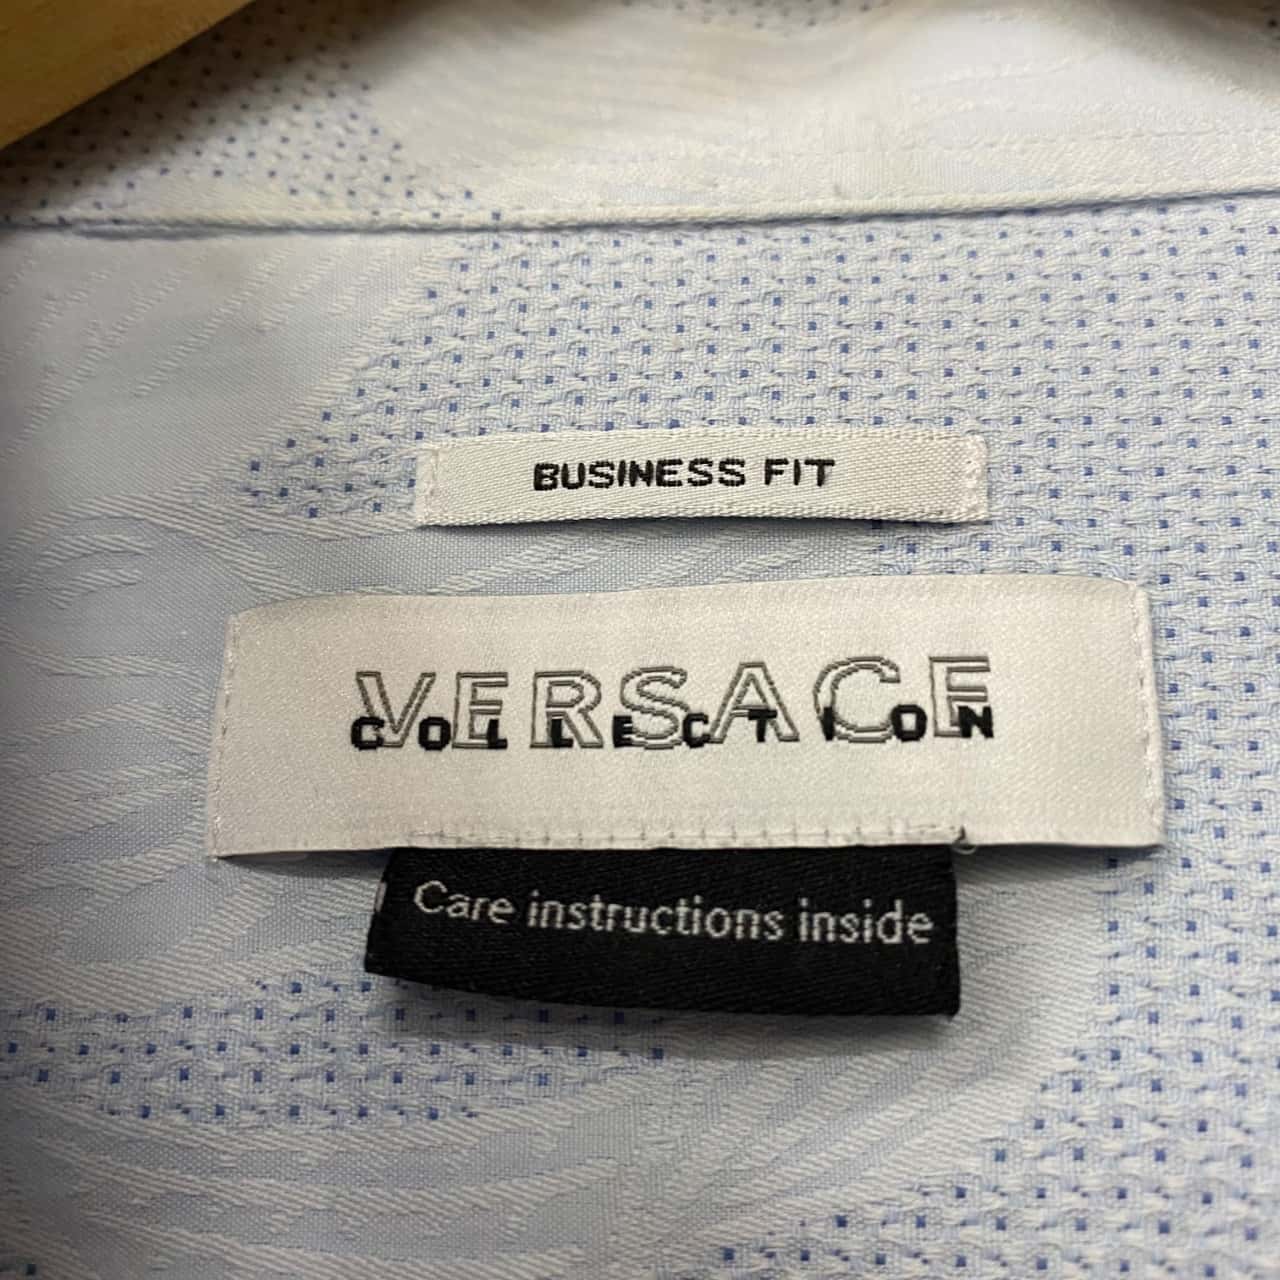 BUSINESS FIT
VERSACE
COLLECTION
Care instructions inside